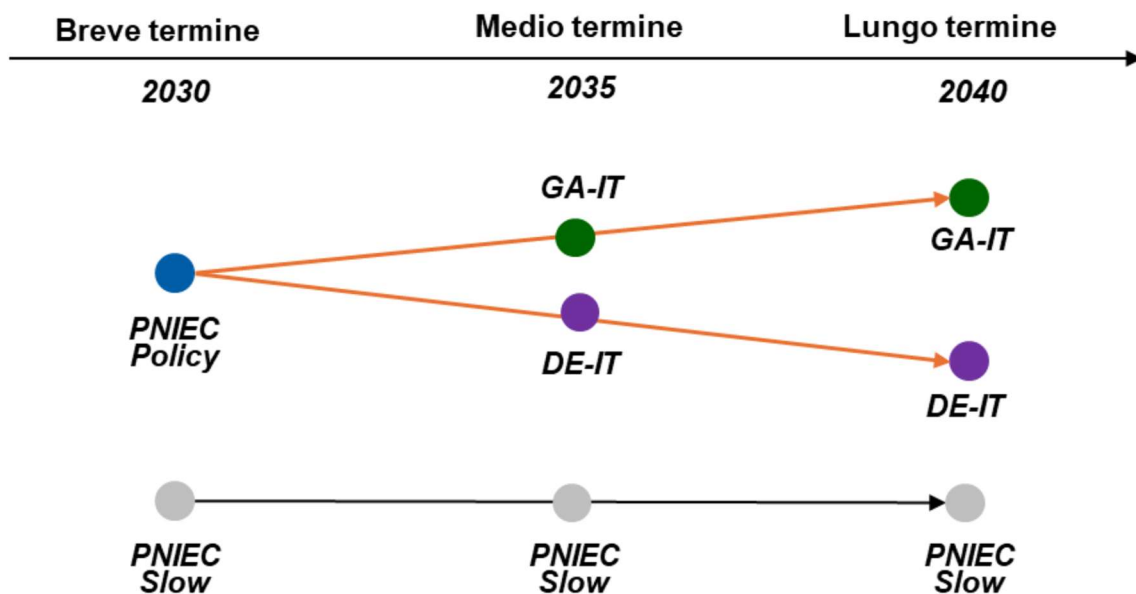 Breve termine
Medio termine
Lungo termine
2030
2035
2040
GA-IT
GA-IT
PNIEC
Policy
DE-IT
DE-IT
PNIEC
Slow
PNIEC
Slow
PNIEC
Slow